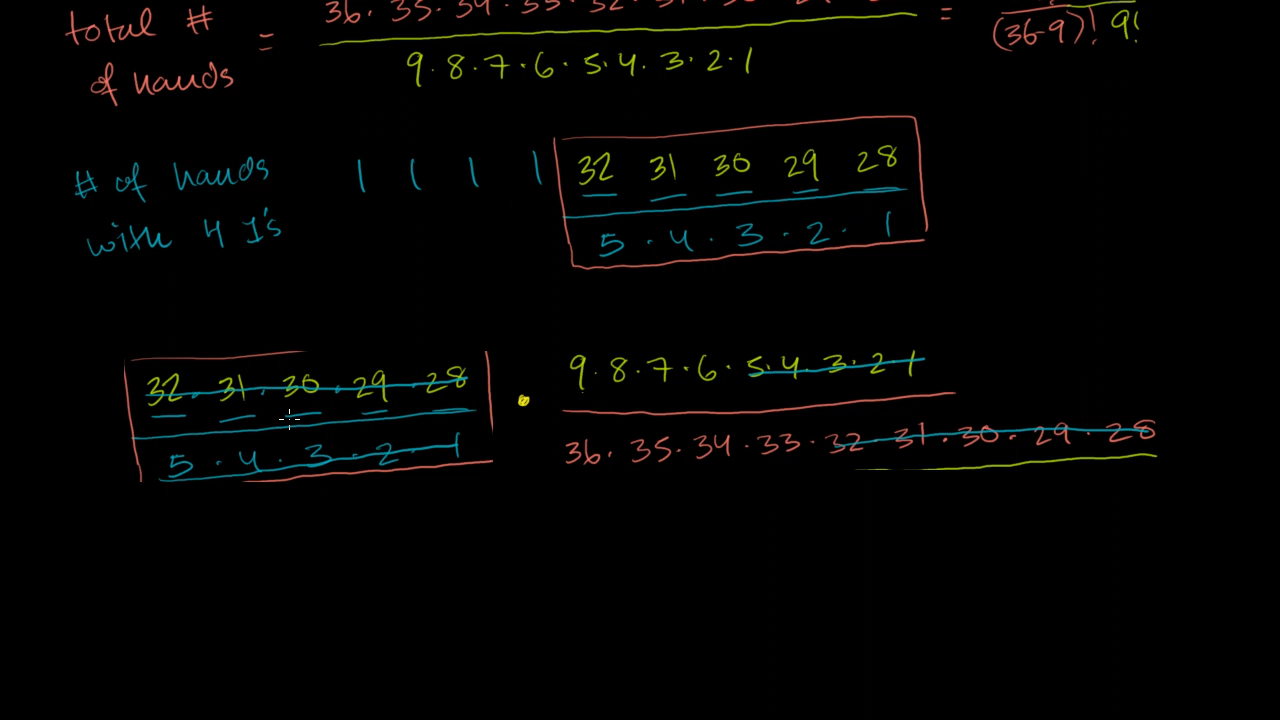 total # 36 · 35 · 34 · 33 · 32 · 31 · 30
of hands = 9 · 8 · 7 · 6 · 5 · 4 · 3 · 2 · 1 = (36-9)! 9!
# of hands 1 1 1 1 32 31 30 29 28
with 4 1's 5 · 4 · 3 · 2 · 1
32 · 31 · 30 · 29 · 28 · 9 · 8 · 7 · 6 · 5 · 4 · 3 · 2 · 1
5 · 4 · 3 · 2 · 1 36 · 35 · 34 · 33 · 32 · 31 · 30 · 29 · 28